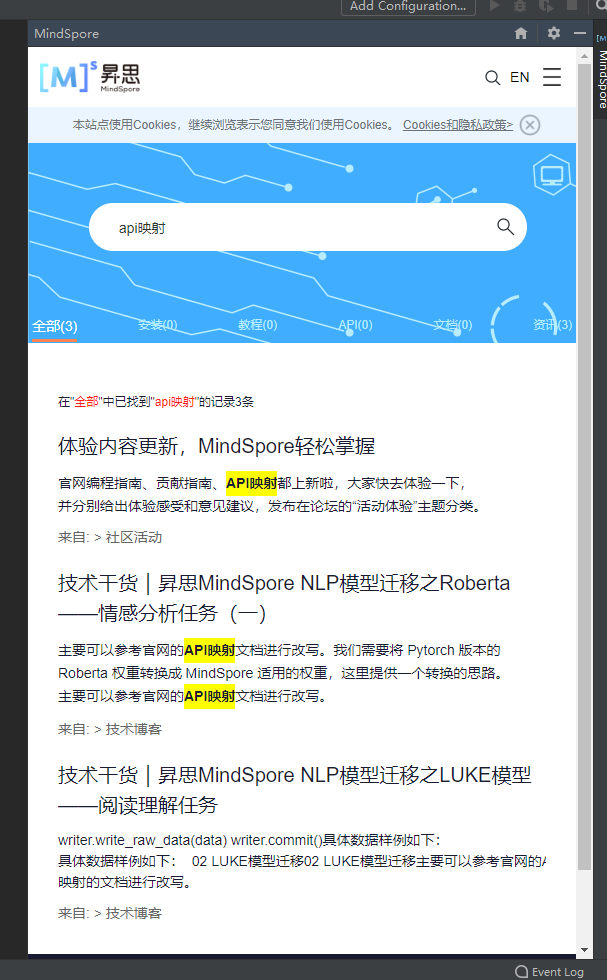 Add Configuration...
MindSpore
[M]s 昇思
MindSpore
EN
MindSpore
本站点使用Cookies，继续浏览表示您同意我们使用Cookies。 Cookies和隐私政策>
api映射
全部(3) 安装(0) 教程(0) API(0) 文档(0) 资讯(3)
在"全部"中已找到"api映射"的记录3条
体验内容更新，MindSpore轻松掌握
官网编程指南、贡献指南、API映射都上新啦，大家快去体验一下，
并分别给出体验感受和意见建议，发布在论坛的“活动体验”主题分类。
来自: > 社区活动
技术干货｜昇思MindSpore NLP模型迁移之Roberta
——情感分析任务（一）
主要可以参考官网的API映射文档进行改写。我们需要将 Pytorch 版本的
Roberta 权重转换成 MindSpore 适用的权重，这里提供一个转换的思路。
主要可以参考官网的API映射文档进行改写。
来自: > 技术博客
技术干货｜昇思MindSpore NLP模型迁移之LUKE模型
——阅读理解任务
writer.write_raw_data(data) writer.commit()具体数据样例如下：
具体数据样例如下： 02 LUKE模型迁移02 LUKE模型迁移主要可以参考官网的A
映射的文档进行改写。
来自: > 技术博客
Event Log